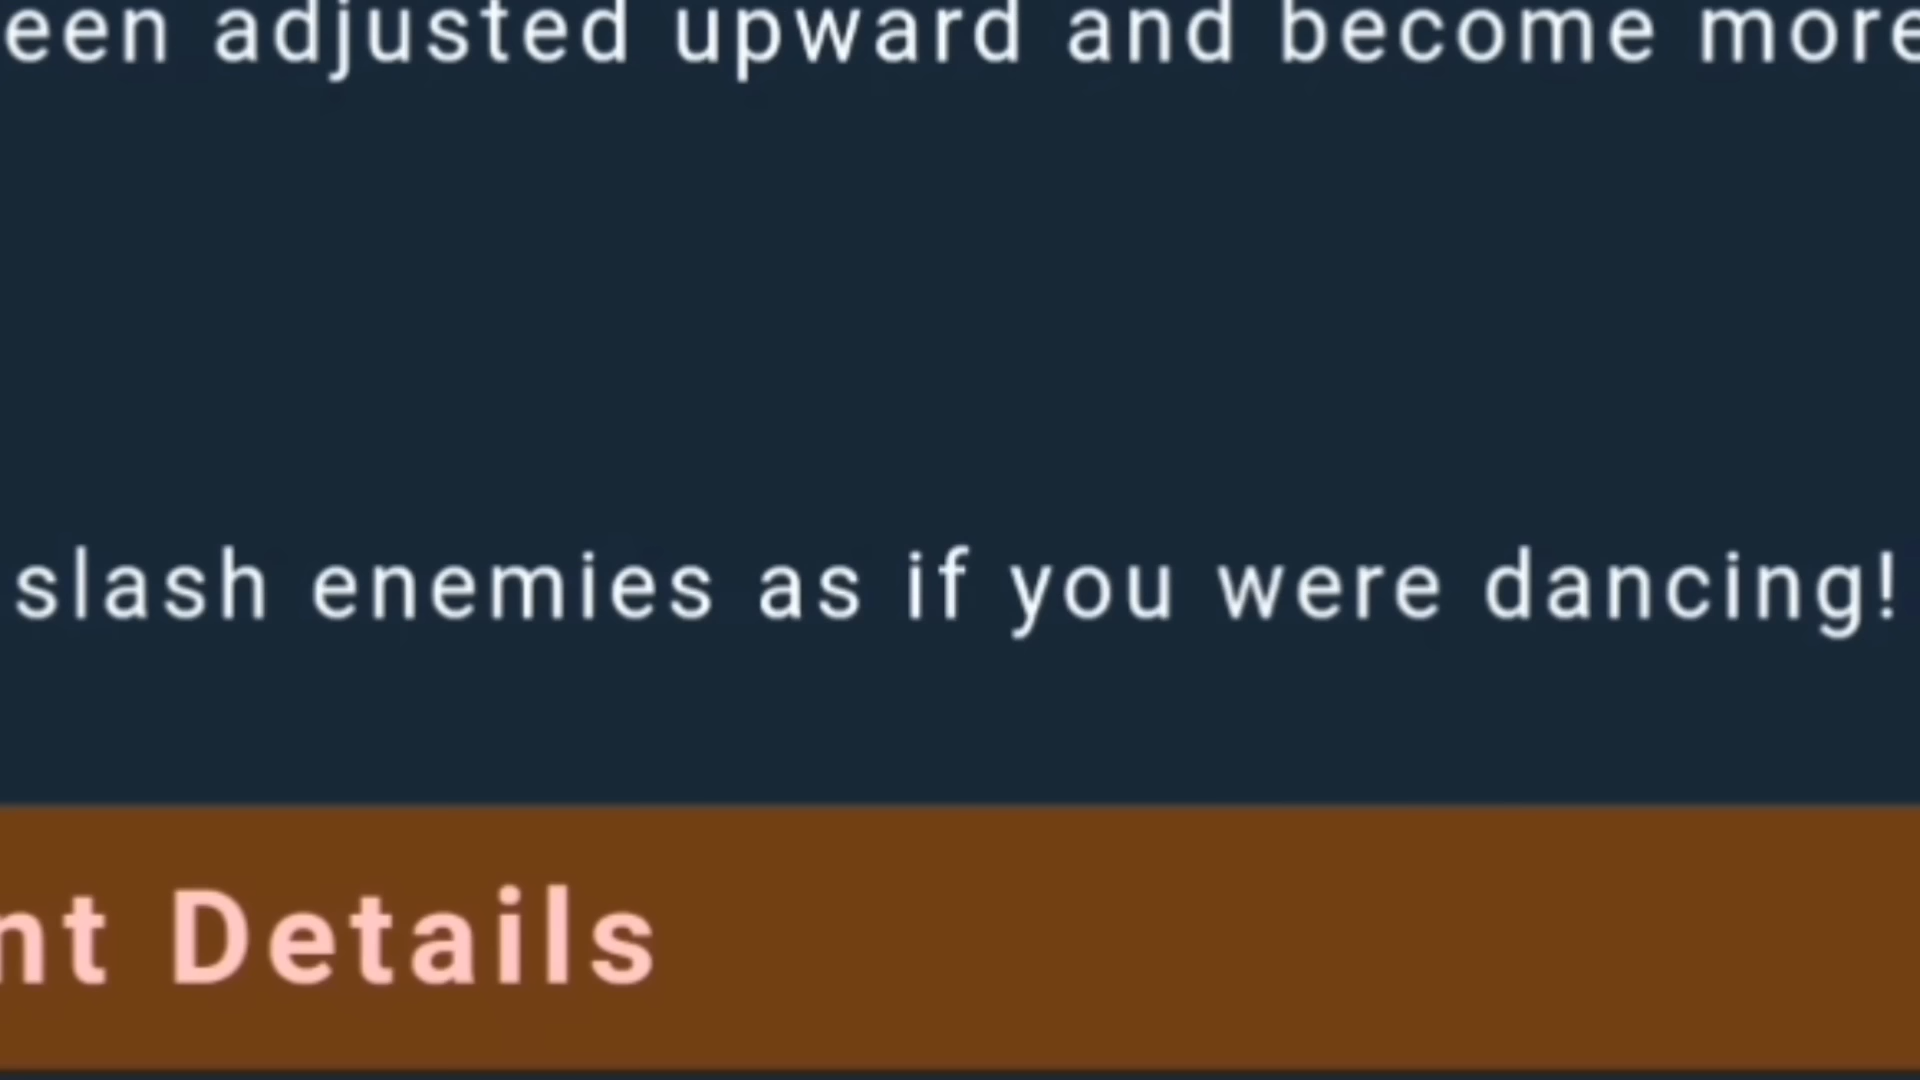 een adjusted upward and become more
slash enemies as if you were dancing!
nt Details